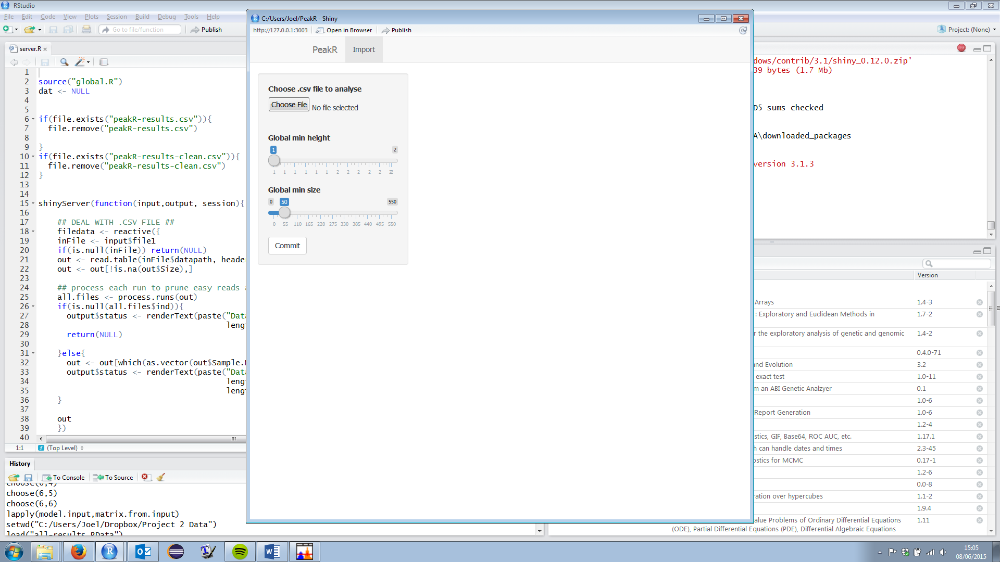 RStudio
File Edit Code View Plots Session Build Debug Tools Help
Go to file/function
Publish
Project: (None)
server.R
1
2 source("global.R")
3 dat <- NULL
4
5
6 if(file.exists("peakR-results.csv")){
7 file.remove("peakR-results.csv")
8
9 }
10 if(file.exists("peakR-results-clean.csv")){
11 file.remove("peakR-results-clean.csv")
12 }
13
14
15 shinyServer(function(input,output, session){
16
17 ## DEAL WITH .CSV FILE ##
18 filedata <- reactive({
19 inFile <- input$file1
20 if(is.null(inFile)) return(NULL)
21 out <- read.table(inFile$datapath, heade
22 out <- out[!is.na(out$Size),]
23
24 ## process each run to prune easy reads
25 all.files <- process.runs(out)
26 if(is.null(all.files$ind)){
27 output$status <- renderText(paste("Dat
28 leng
29 return(NULL)
30
31 }else{
32 out <- out[which(as.vector(out$Sample.
33 output$status <- renderText(paste("Dat
34 leng
35 leng
36 }
37
38 out
39 })
40
1:1 (Top Level)
History
To Console To Source
choose(6,4)
choose(6,5)
choose(6,6)
lapply(model.input,matrix.from.input)
setwd("C:/Users/Joel/Dropbox/Project 2 Data")
load("all-results.RData")
C:/Users/Joel/PeakR - Shiny
http://127.0.0.1:3003 Open in Browser Publish
PeakR Import
Choose .csv file to analyse
Choose File No file selected
Global min height
1 2
1 1 1 1 1 1 2 2 2 2 2 2 2
Global min size
0 50 550
0 55 110 165 220 275 330 385 440 495 550
Commit
dows/contrib/3.1/shiny_0.12.0.zip'
39 bytes (1.7 Mb)
D5 sums checked
A\downloaded_packages
version 3.1.3
Version
Arrays 1.4-3
: Exploratory and Euclidean Methods in 1.7-2
r the exploratory analysis of genetic and genomic 1.4-2
0.4.0-71
and Evolution 3.2
exact test 1.0-11
m an ABI Genetic Analzyer 0.1
1.0-6
Report Generation 1.0-6
1.2-4
stics, GIF, Base64, ROC AUC, etc. 1.17.1
n can handle dates and times 2.3-45
ostics for MCMC 0.17-1
1.2-6
0.0-8
ration over hypercubes 1.1-2
1.9.4
alue Problems of Ordinary Differential Equations 1.11
(ODE), Partial Differential Equations (PDE), Differential Algebraic Equations
15:05
08/06/2015